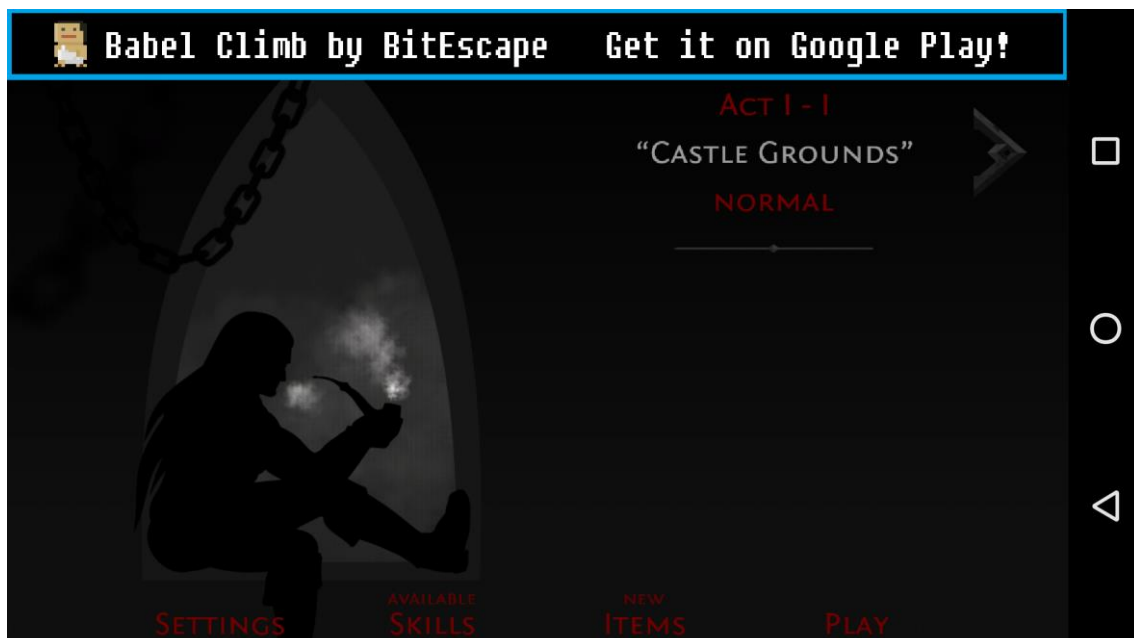 Babel Climb by BitEscape Get it on Google Play!
ACT I - I
“CASTLE GROUNDS”
NORMAL
AVAILABLE NEW
SETTINGS SKILLS ITEMS PLAY